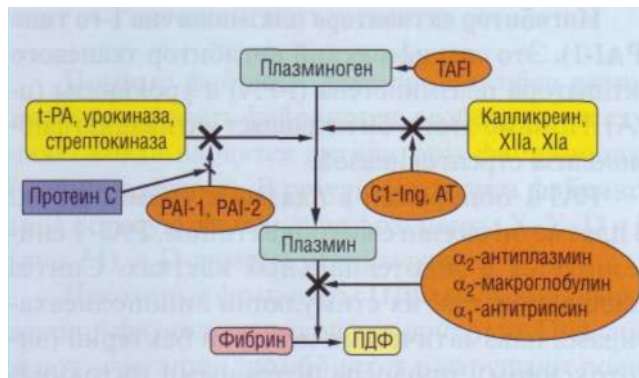 Плазминоген
TAFI
t-PA, урокиназа,
стрептокиназа
Калликреин,
XIIa, XIa
Протеин С
PAI-1, PAI-2
C1-Ing, AT
Плазмин
α2-антиплазмин
α2-макроглобулин
α1-антитрипсин
Фибрин
ПДФ